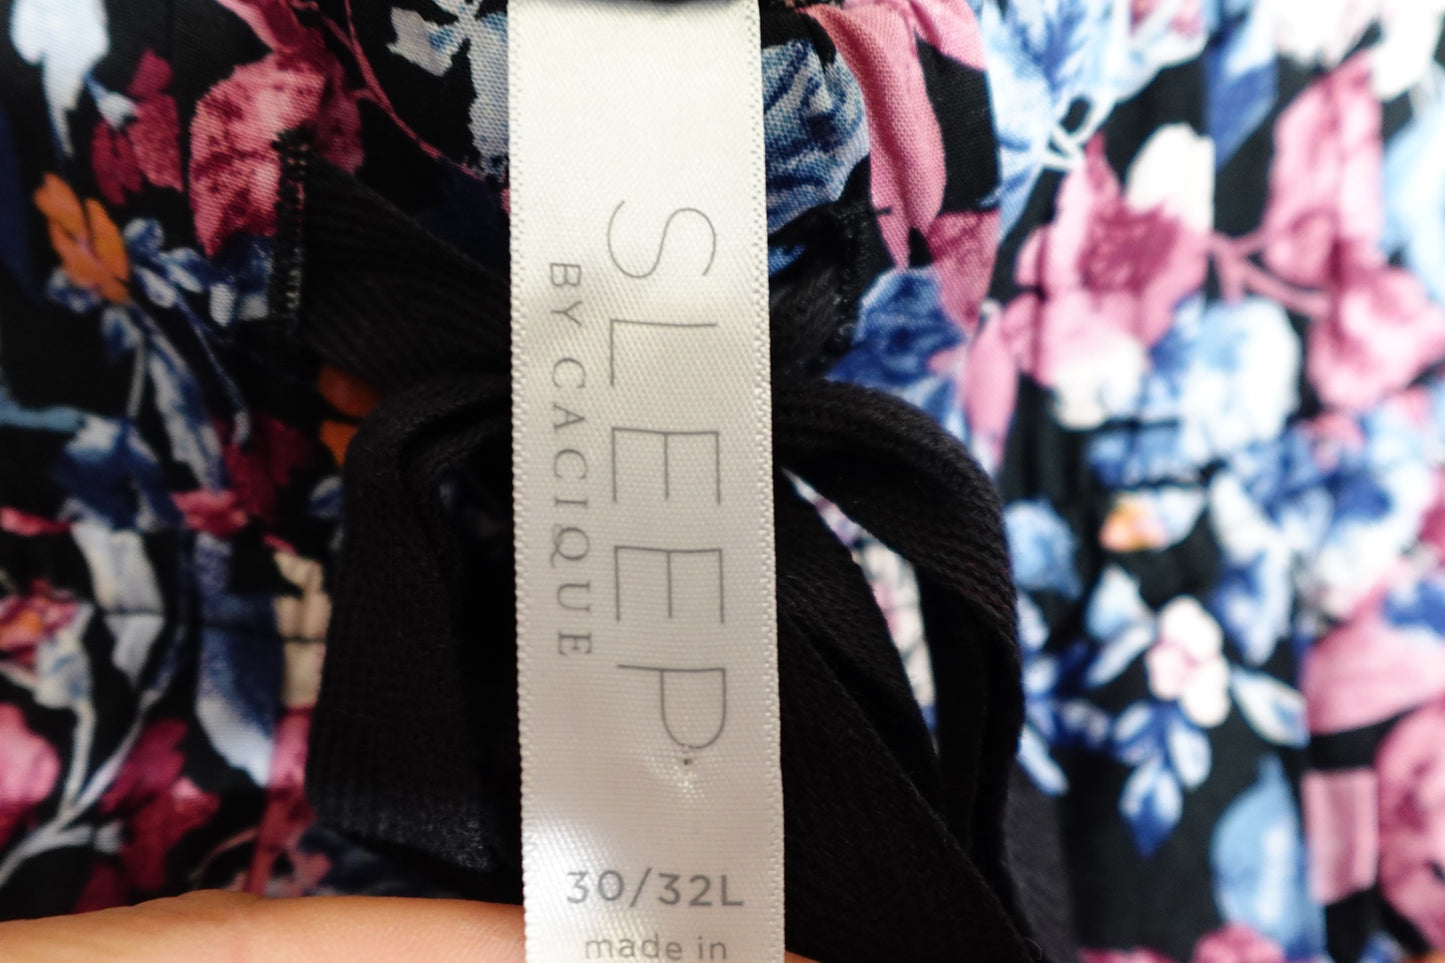 SLEEP
BY CACIQUE
30/32L
made in